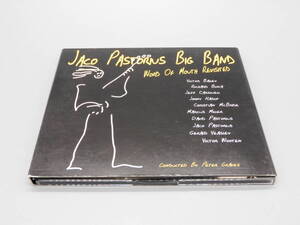 Jaco Pastorius Big Band
Word Of Mouth Revisited
Victor Bailey
Richard Bona
Jeff Carswell
Jimmy Haslip
Christian McBride
Marcus Miller
David Pastorius
Jaco Pastorius
Gerald Veasley
Victor Wooten
Conducted By Peter Graves